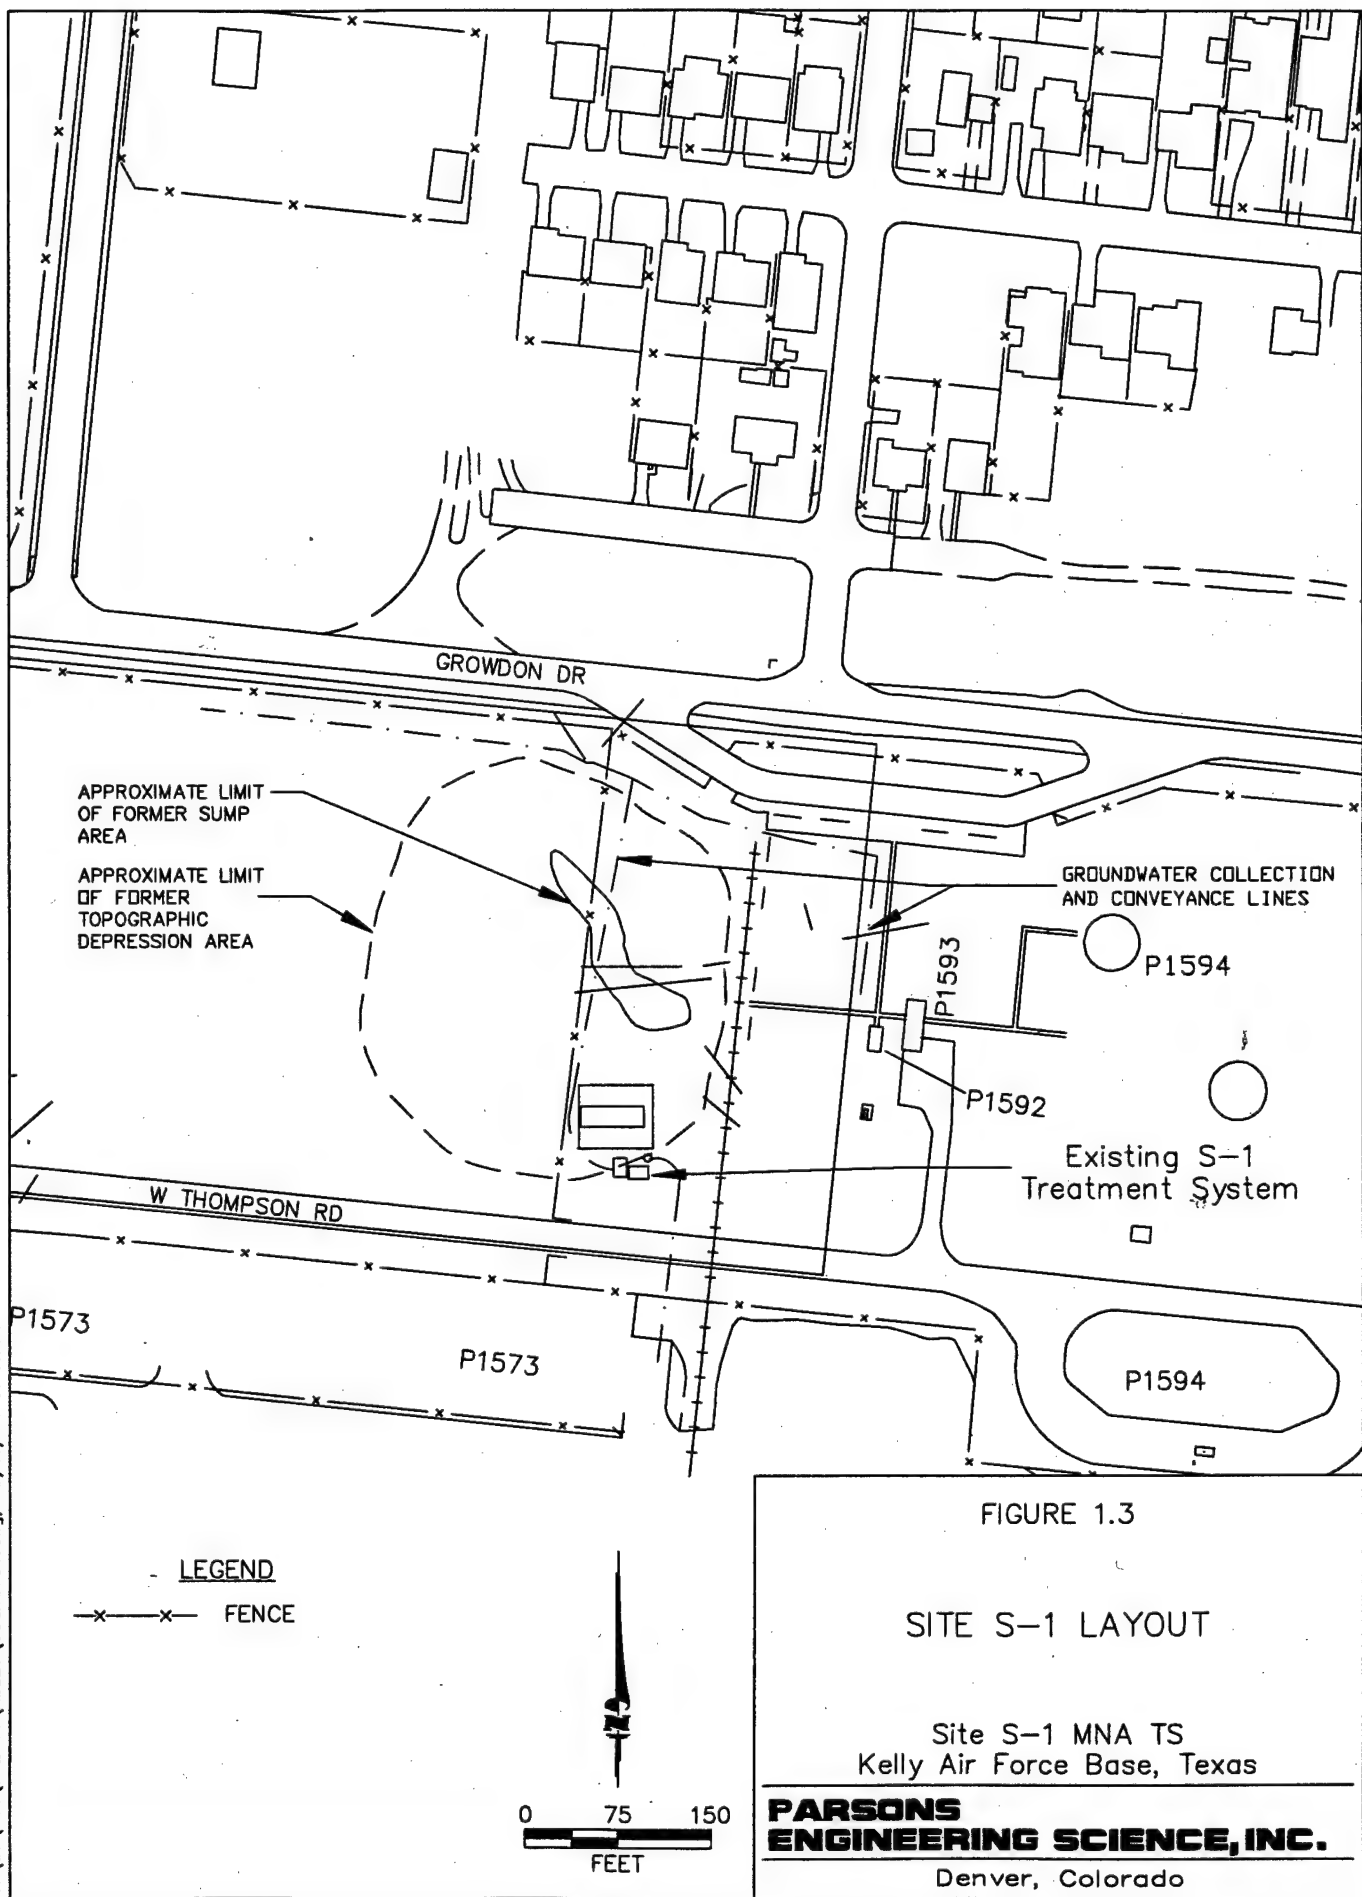 GROWDON DR
APPROXIMATE LIMIT
OF FORMER SUMP
AREA
APPROXIMATE LIMIT
OF FORMER
TOPOGRAPHIC
DEPRESSION AREA
GROUNDWATER COLLECTION
AND CONVEYANCE LINES
P1593
P1594
P1592
Existing S-1
Treatment System
W THOMPSON RD
P1573
P1573
P1594
LEGEND
FENCE
N
0 75 150
FEET
FIGURE 1.3
SITE S-1 LAYOUT
Site S-1 MNA TS
Kelly Air Force Base, Texas
PARSONS
ENGINEERING SCIENCE, INC.
Denver, Colorado